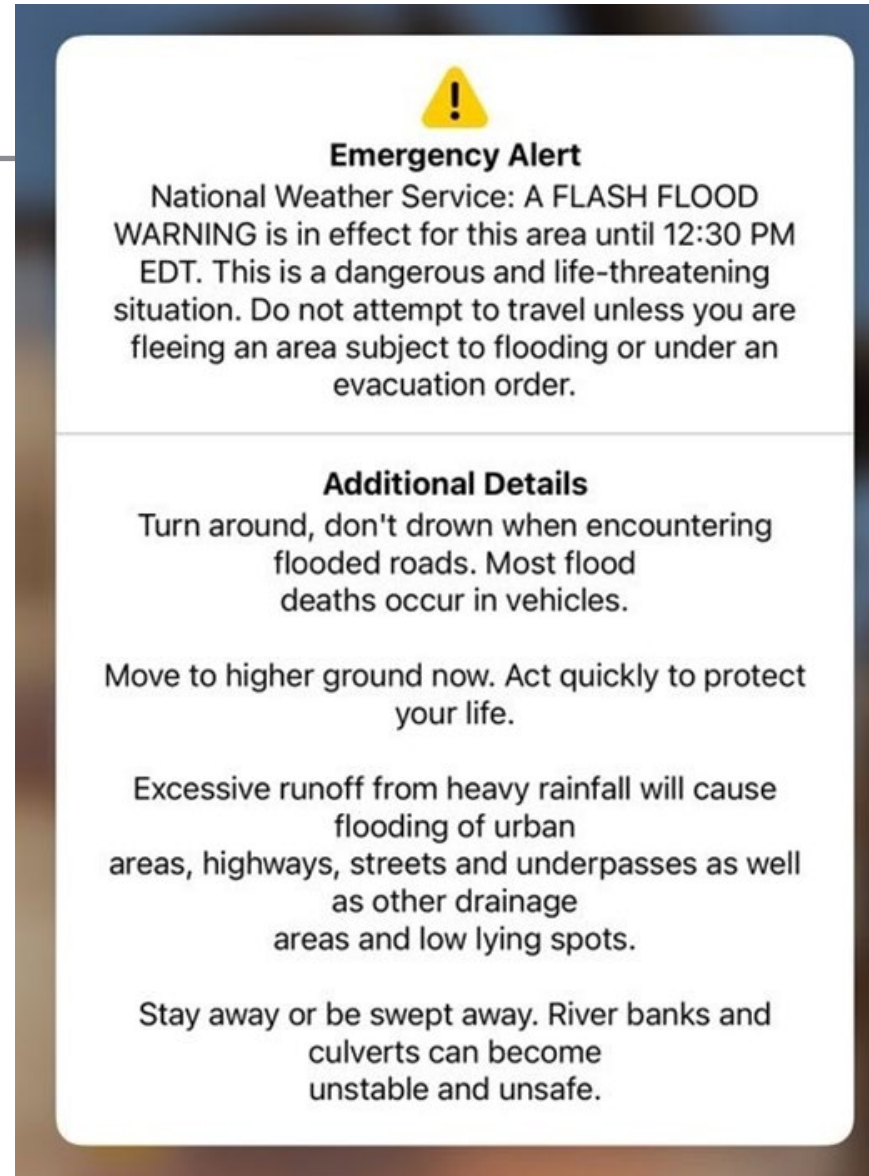 Emergency Alert
National Weather Service: A FLASH FLOOD
WARNING is in effect for this area until 12:30 PM
EDT. This is a dangerous and life-threatening
situation. Do not attempt to travel unless you are
fleeing an area subject to flooding or under an
evacuation order.
Additional Details
Turn around, don't drown when encountering
flooded roads. Most flood
deaths occur in vehicles.
Move to higher ground now. Act quickly to protect
your life.
Excessive runoff from heavy rainfall will cause
flooding of urban
areas, highways, streets and underpasses as well
as other drainage
areas and low lying spots.
Stay away or be swept away. River banks and
culverts can become
unstable and unsafe.